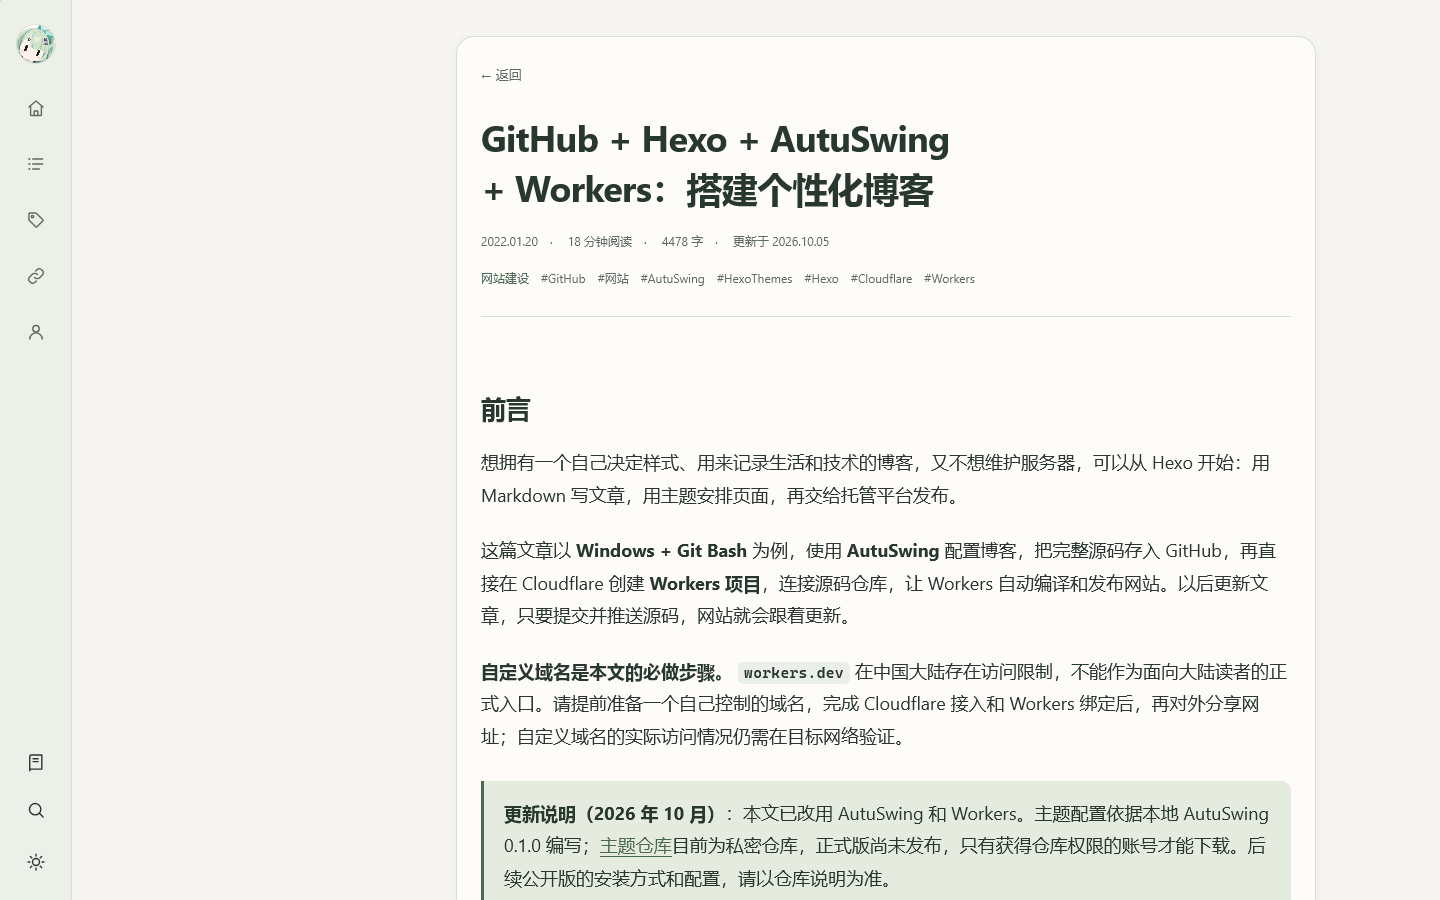 ← 返回
GitHub + Hexo + AutuSwing
+ Workers：搭建个性化博客
2022.01.20 · 18 分钟阅读 · 4478 字 · 更新于 2026.10.05
网站建设 #GitHub #网站 #AutuSwing #HexoThemes #Hexo #Cloudflare #Workers
前言
想拥有一个自己决定样式、用来记录生活和技术的博客，又不想维护服务器，可以从 Hexo 开始：用
Markdown 写文章，用主题安排页面，再交给托管平台发布。
这篇文章以 Windows + Git Bash 为例，使用 AutuSwing 配置博客，把完整源码存入 GitHub，再直
接在 Cloudflare 创建 Workers 项目，连接源码仓库，让 Workers 自动编译和发布网站。以后更新文
章，只要提交并推送源码，网站就会跟着更新。
自定义域名是本文的必做步骤。 workers.dev 在中国大陆存在访问限制，不能作为面向大陆读者的正
式入口。请提前准备一个自己控制的域名，完成 Cloudflare 接入和 Workers 绑定后，再对外分享网
址；自定义域名的实际访问情况仍需在目标网络验证。
更新说明（2026 年 10 月）：本文已改用 AutuSwing 和 Workers。主题配置依据本地 AutuSwing
0.1.0 编写；主题仓库目前为私密仓库，正式版尚未发布，只有获得仓库权限的账号才能下载。后
续公开版的安装方式和配置，请以仓库说明为准。